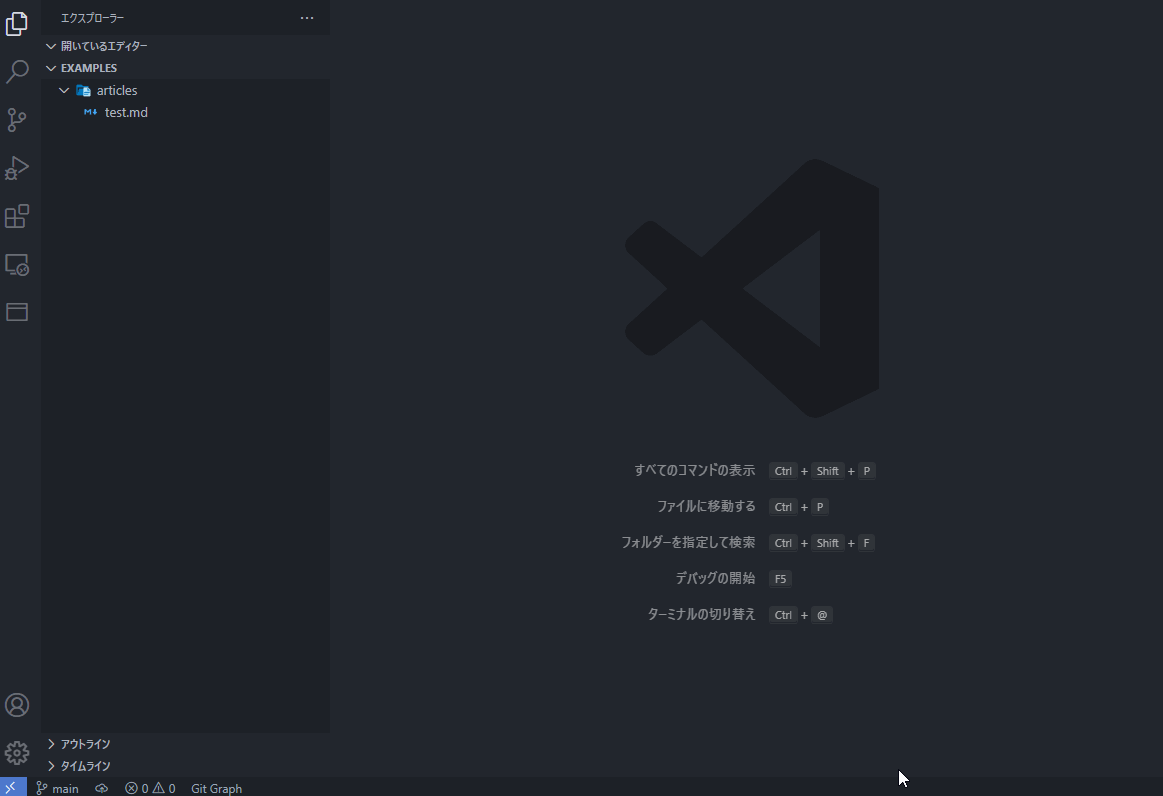 エクスプローラー
開いているエディター
EXAMPLES
articles
test.md
すべてのコマンドの表示 Ctrl + Shift + P
ファイルに移動する Ctrl + P
フォルダーを指定して検索 Ctrl + Shift + F
デバッグの開始 F5
ターミナルの切り替え Ctrl + @
アウトライン
タイムライン
main 0 0 Git Graph